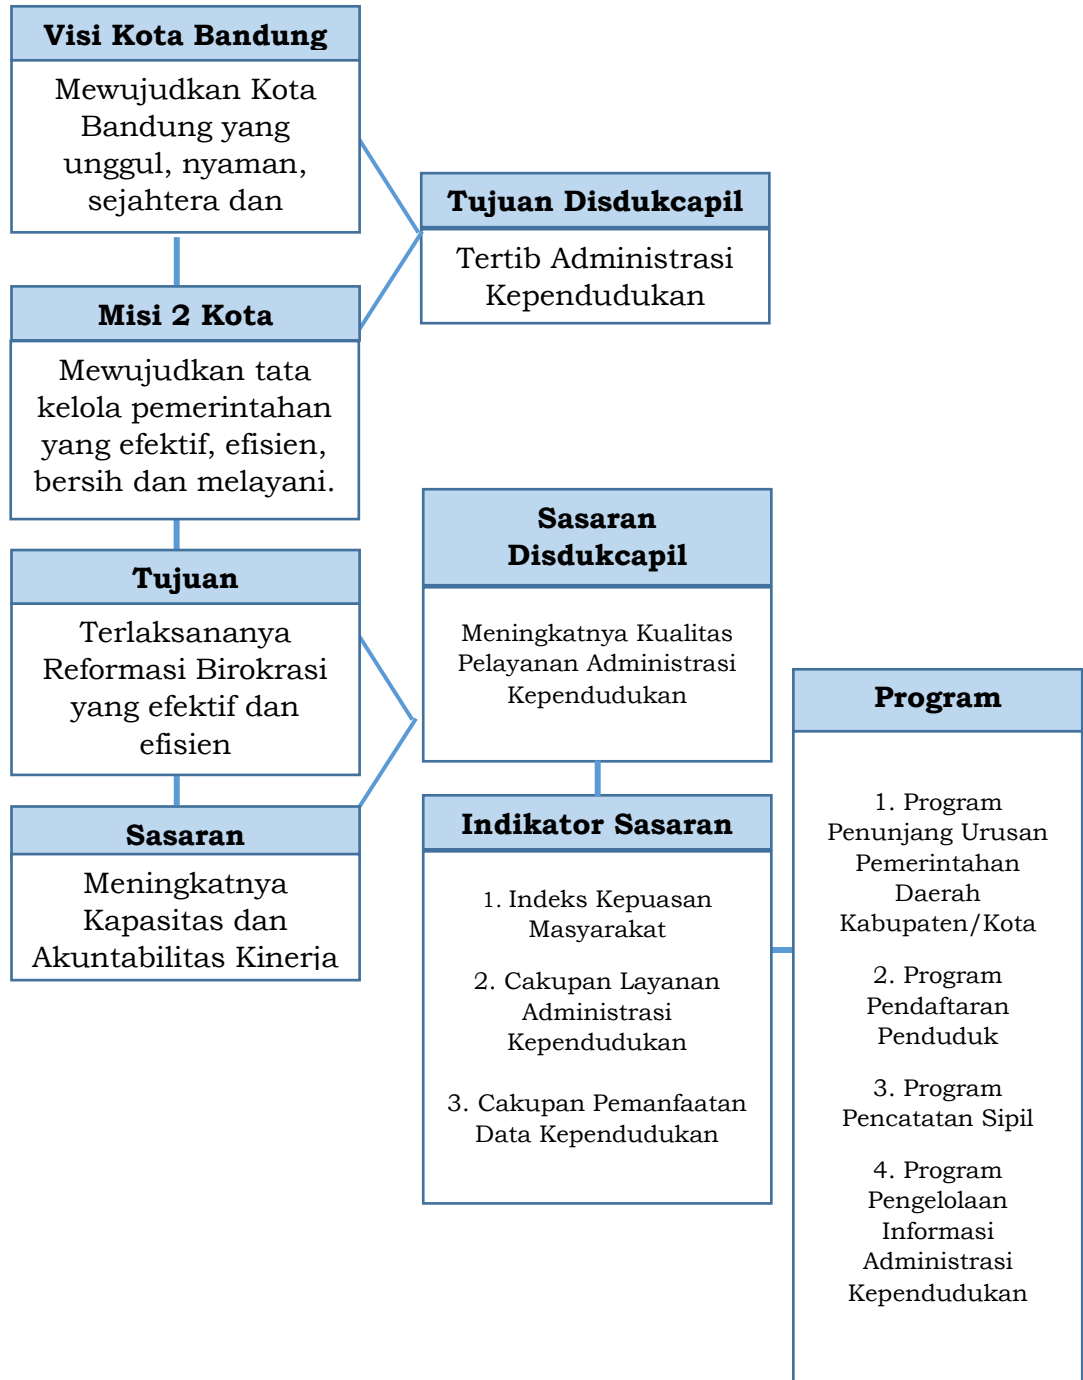 Visi Kota Bandung
Mewujudkan Kota
Bandung yang
unggul, nyaman,
sejahtera dan
Misi 2 Kota
Mewujudkan tata
kelola pemerintahan
yang efektif, efisien,
bersih dan melayani.
Tujuan
Terlaksananya
Reformasi Birokrasi
yang efektif dan
efisien
Sasaran
Meningkatnya
Kapasitas dan
Akuntabilitas Kinerja
Tujuan Disdukcapil
Tertib Administrasi
Kependudukan
Sasaran
Disdukcapil
Meningkatnya Kualitas
Pelayanan Administrasi
Kependudukan
Indikator Sasaran
1. Indeks Kepuasan
Masyarakat
2. Cakupan Layanan
Administrasi
Kependudukan
3. Cakupan Pemanfaatan
Data Kependudukan
Program
1. Program
Penunjang Urusan
Pemerintahan
Daerah
Kabupaten/Kota
2. Program
Pendaftaran
Penduduk
3. Program
Pencatatan Sipil
4. Program
Pengelolaan
Informasi
Administrasi
Kependudukan